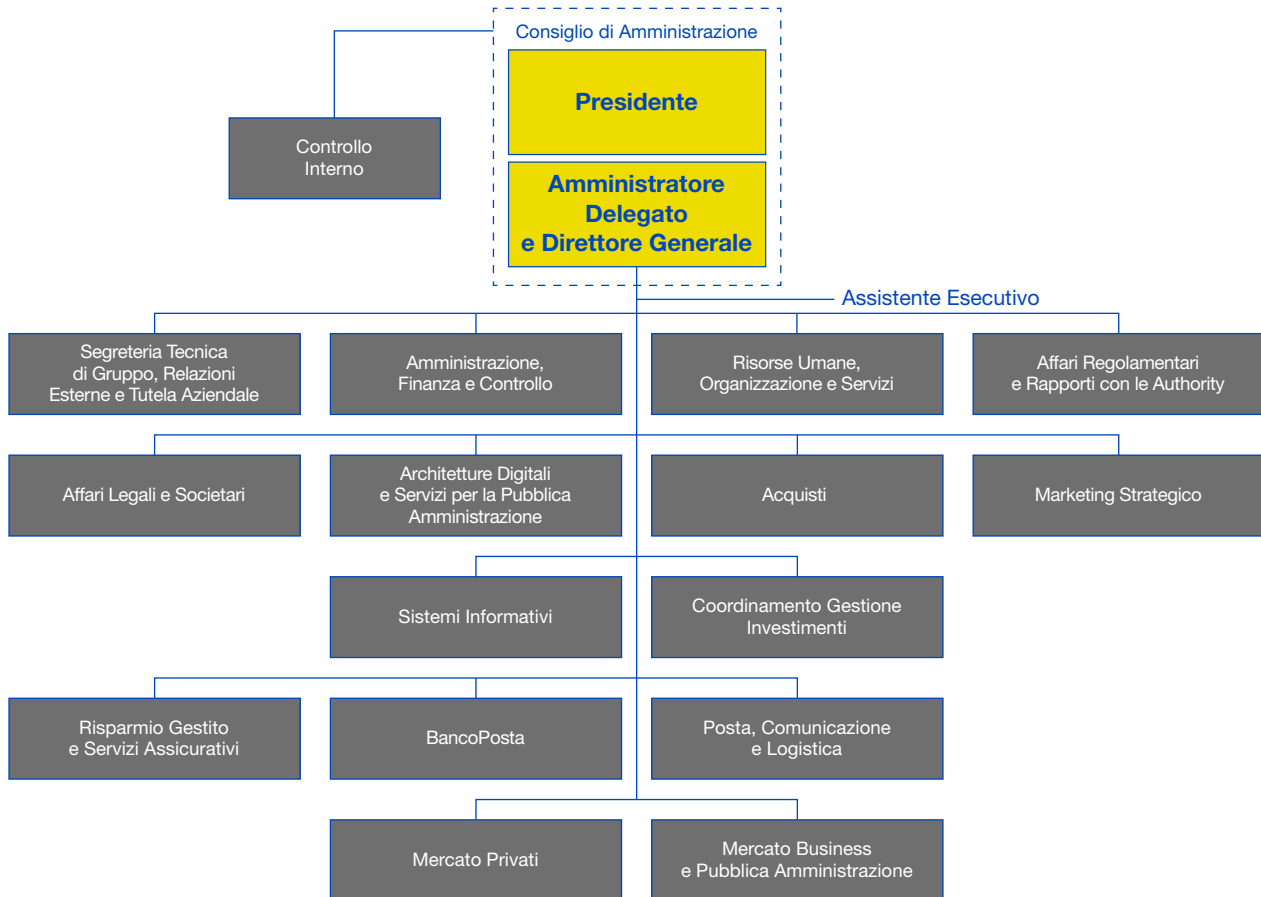 Consiglio di Amministrazione
Presidente
Controllo
Interno
Amministratore
Delegato
e Direttore Generale
Assistente Esecutivo
Segreteria Tecnica
di Gruppo, Relazioni
Esterne e Tutela Aziendale
Amministrazione,
Finanza e Controllo
Risorse Umane,
Organizzazione e Servizi
Affari Regolamentari
e Rapporti con le Authority
Affari Legali e Societari
Architetture Digitali
e Servizi per la Pubblica
Amministrazione
Acquisti
Marketing Strategico
Sistemi Informativi
Coordinamento Gestione
Investimenti
Risparmio Gestito
e Servizi Assicurativi
BancoPosta
Posta, Comunicazione
e Logistica
Mercato Privati
Mercato Business
e Pubblica Amministrazione